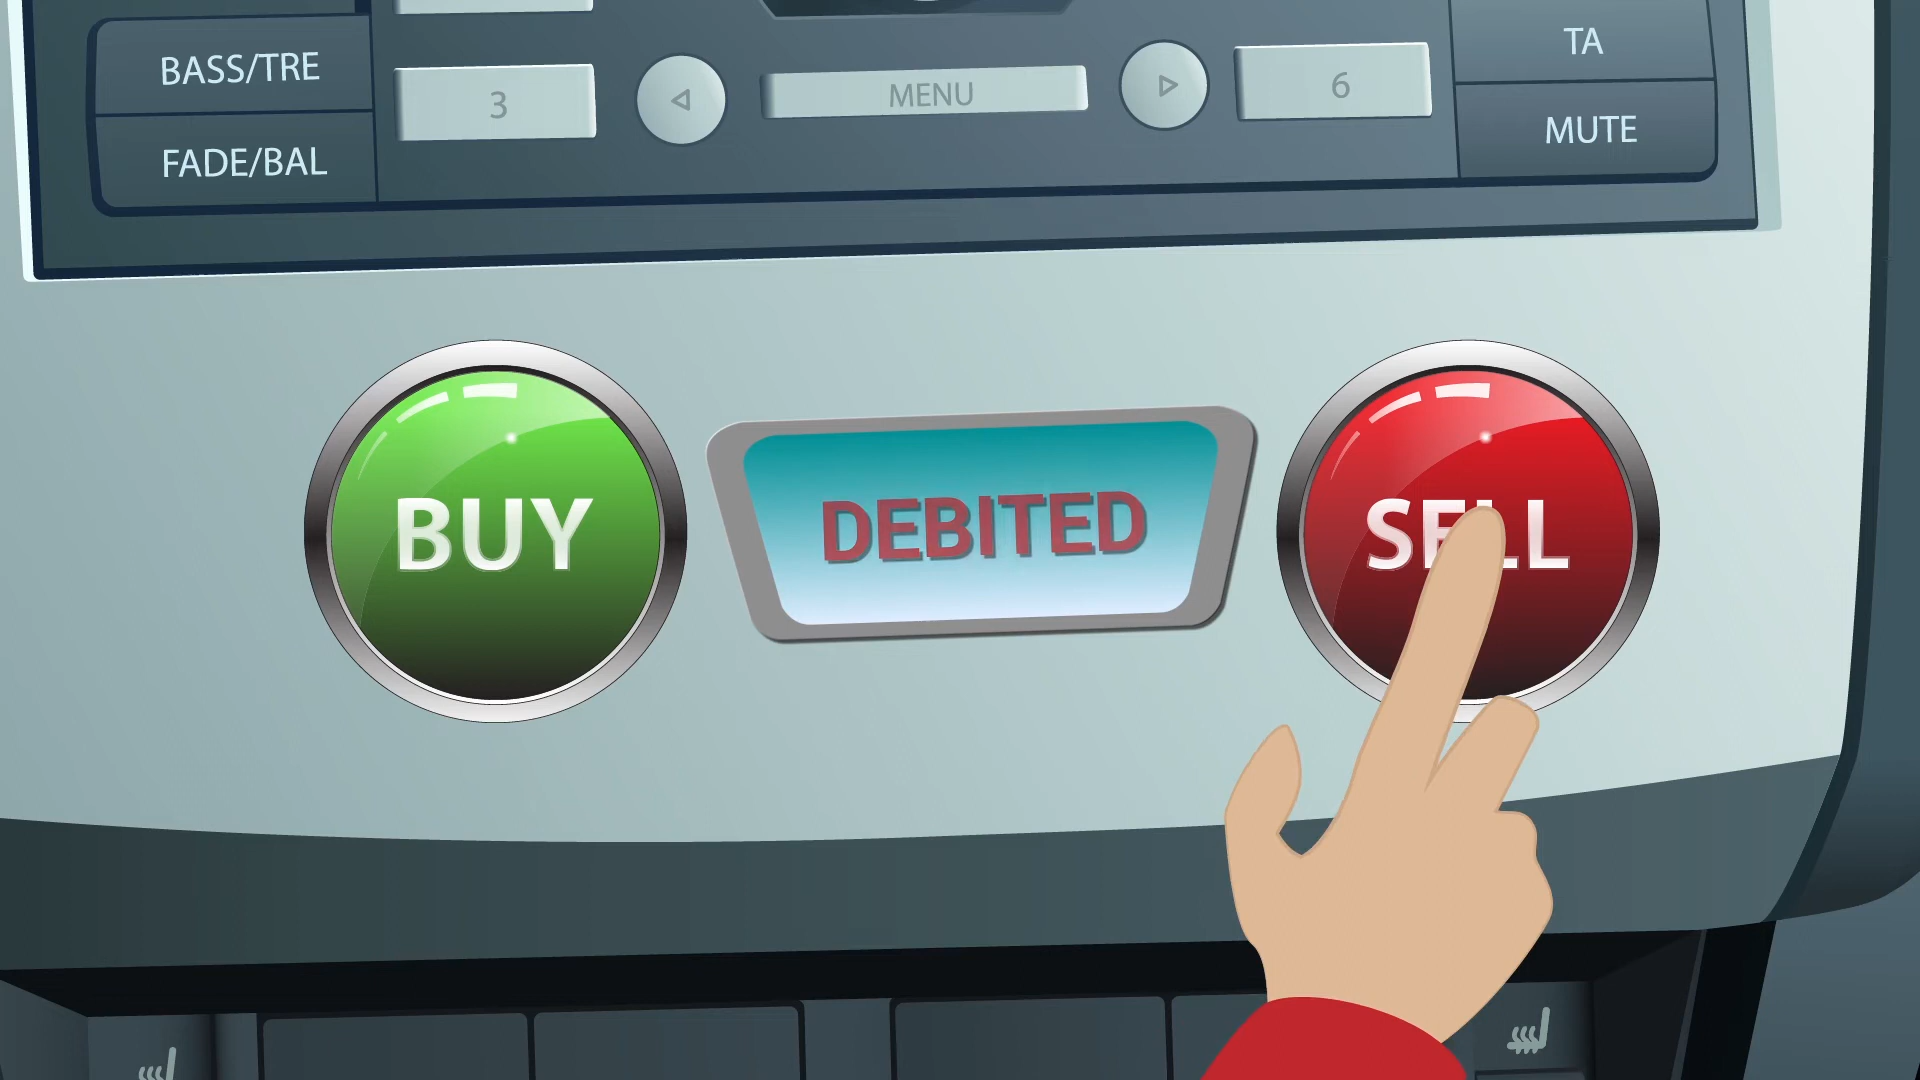 BASS/TRE
FADE/BAL
3
MENU
6
TA
MUTE
BUY
DEBITED
SELL